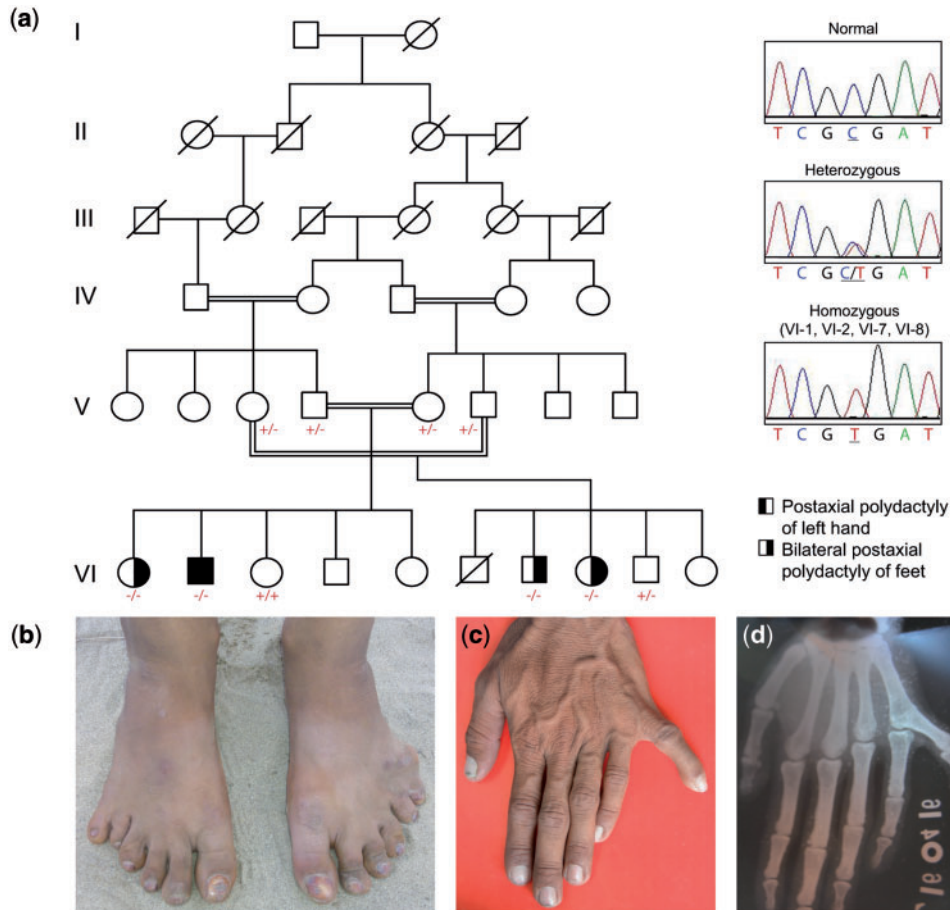 (a)
I
II
III
IV
V
VI
+/- +/- +/- +/-
-/- -/- +/+ -/- -/- +/-
Normal
T C G C G A T
Heterozygous
T C G C/T G A T
Homozygous
(VI-1, VI-2, VI-7, VI-8)
T C G T G A T
Postaxial polydactyly
of left hand
Bilateral postaxial
polydactyly of feet
(b)
(c)
(d)